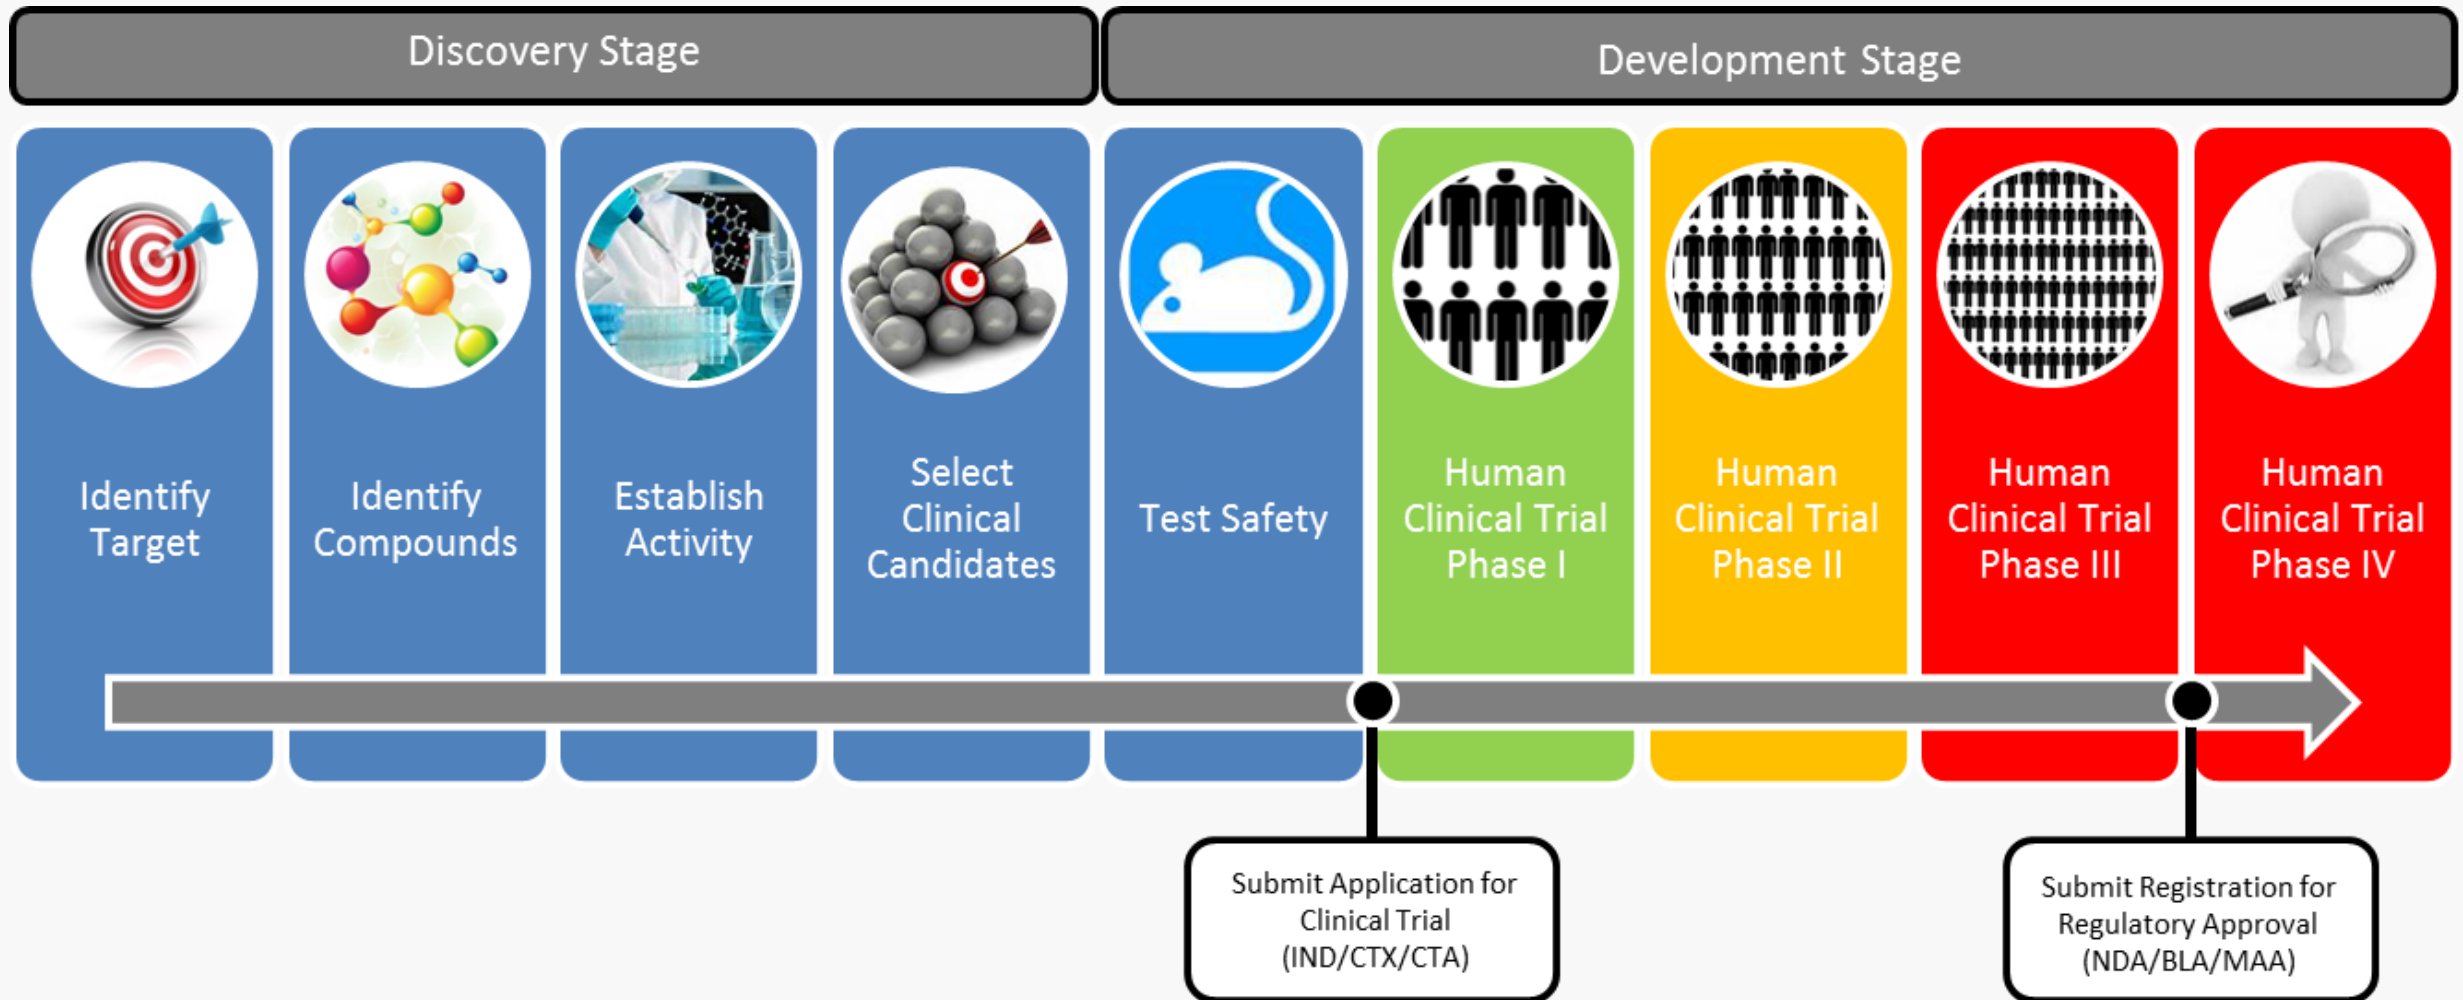 Discovery Stage
Development Stage
Identify
Target
Identify
Compounds
Establish
Activity
Select
Clinical
Candidates
Test Safety
Human
Clinical Trial
Phase I
Human
Clinical Trial
Phase II
Human
Clinical Trial
Phase III
Human
Clinical Trial
Phase IV
Submit Application for
Clinical Trial
(IND/CTX/CTA)
Submit Registration for
Regulatory Approval
(NDA/BLA/MAA)